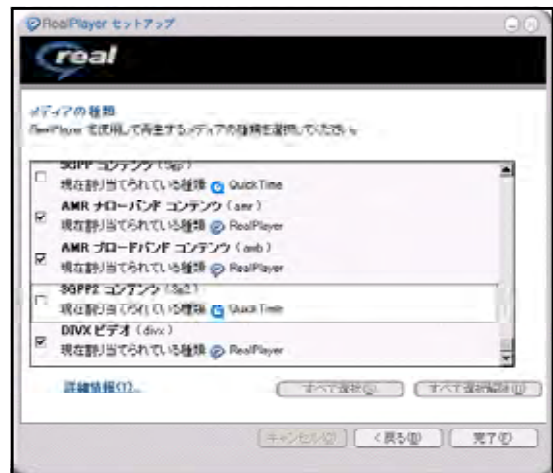 RealPlayer セットアップ
real
メディアの種類
RealPlayer を使用して再生するメディアの種類を選択してください。
3GPP コンテンツ (3gp)
現在割り当てられている種類 QuickTime
AMR ナローバンド コンテンツ (amr)
現在割り当てられている種類 RealPlayer
AMR ブロードバンド コンテンツ (awb)
現在割り当てられている種類 RealPlayer
3GPP2 コンテンツ (3g2)
現在割り当てられている種類 QuickTime
DIVX ビデオ (divx)
現在割り当てられている種類 RealPlayer
詳細情報(I)...
すべて選択(S)
すべて選択解除(U)
キャンセル(C)
< 戻る(B)
完了(F)